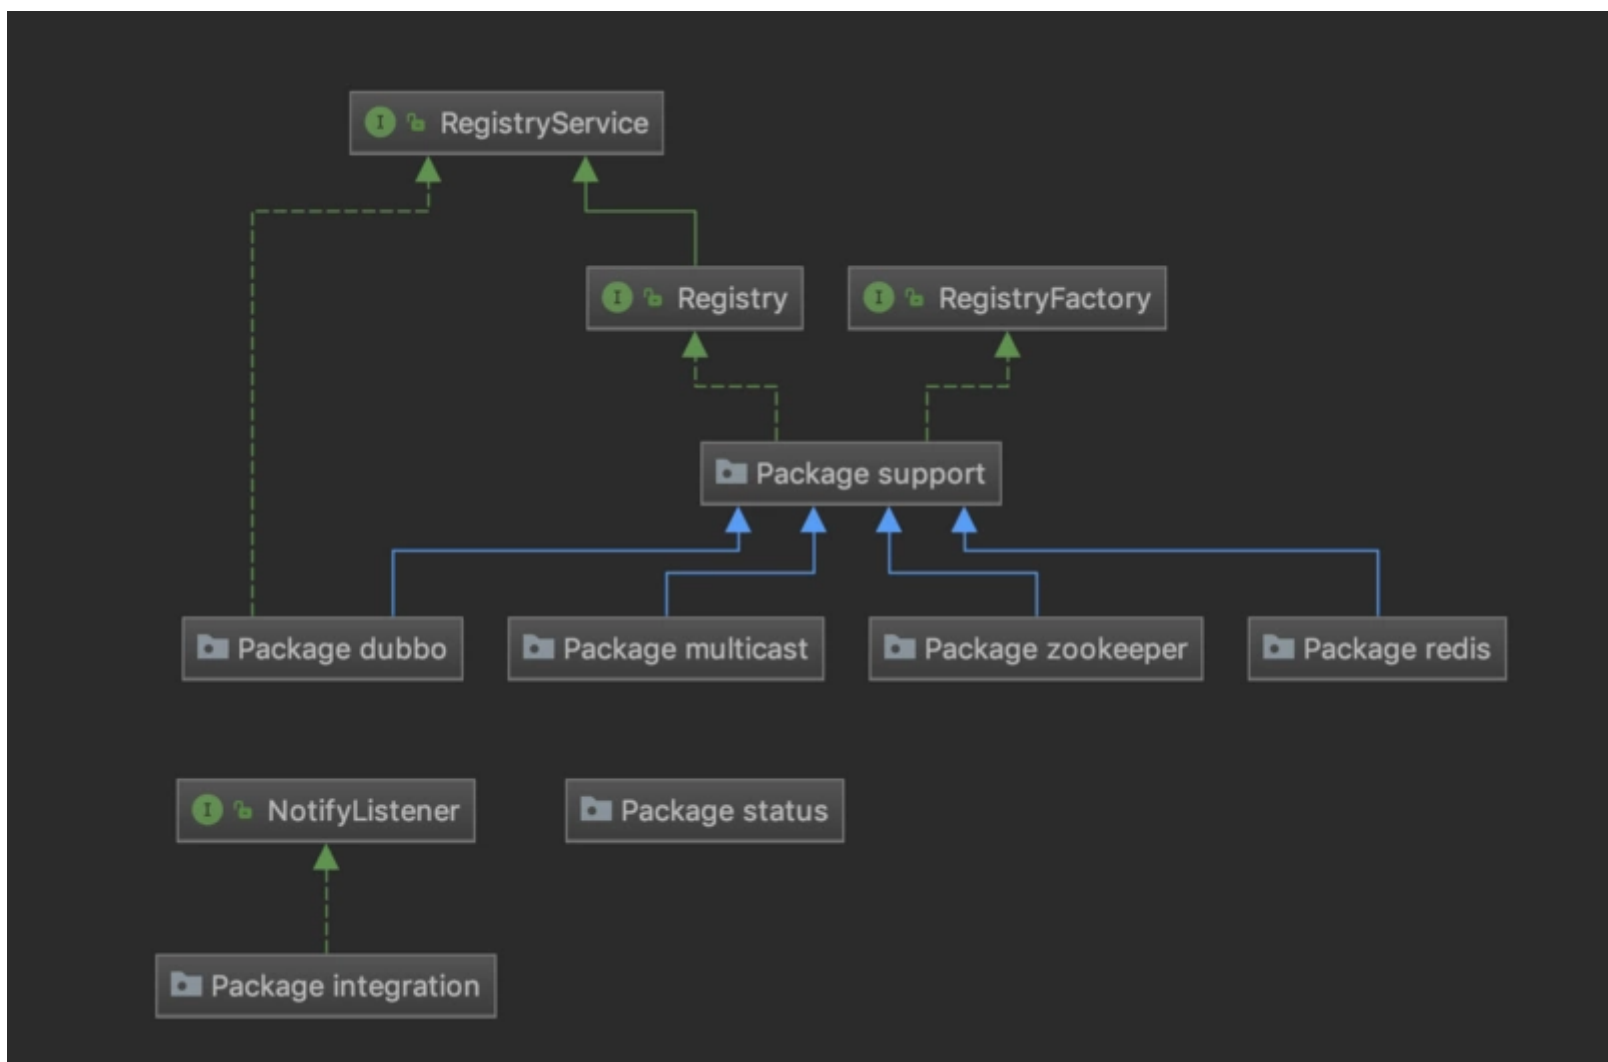 RegistryService
Registry
RegistryFactory
Package support
Package dubbo
Package multicast
Package zookeeper
Package redis
NotifyListener
Package status
Package integration